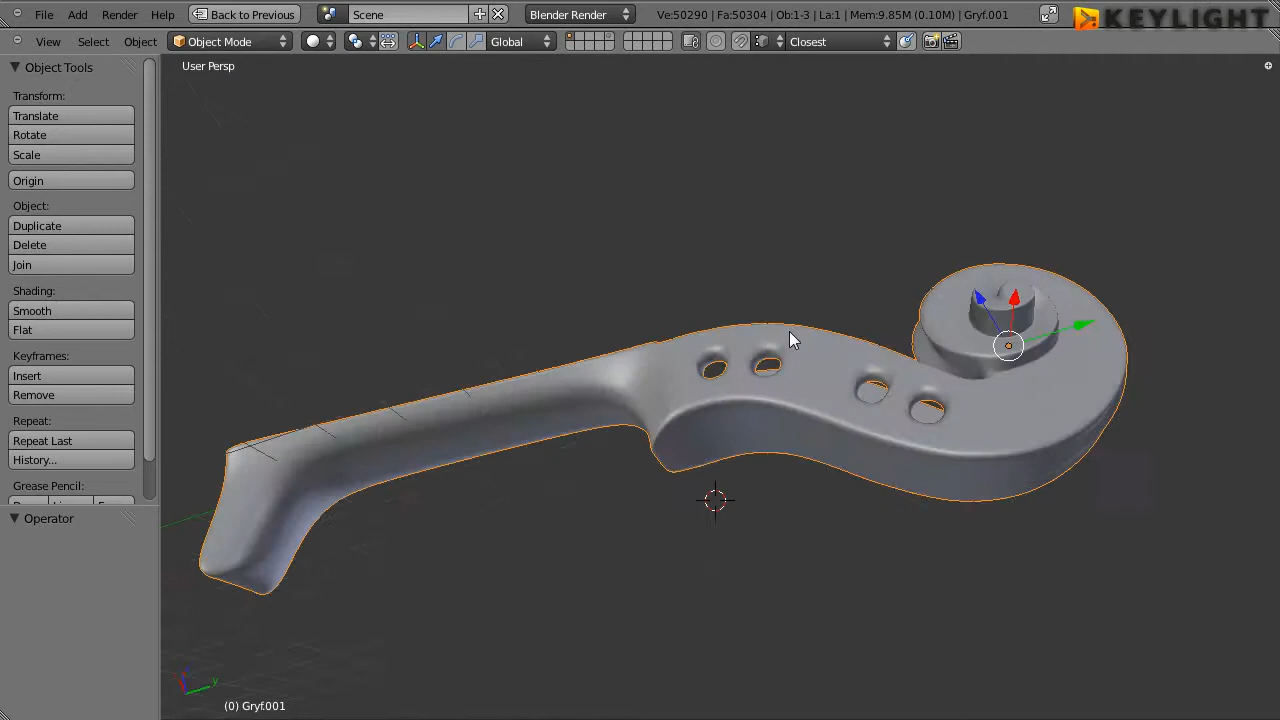 File Add Render Help Back to Previous Scene Blender Render Ve:50290 | Fa:50304 | Ob:1-3 | La:1 | Mem:9.85M (0.10M) | Gryf.001 KEYLIGHT
View Select Object Object Mode Global Closest
Object Tools
User Persp
Transform:
Translate
Rotate
Scale
Origin
Object:
Duplicate
Delete
Join
Shading:
Smooth
Flat
Keyframes:
Insert
Remove
Repeat:
Repeat Last
History...
Grease Pencil:
Operator
y
(0) Gryf.001